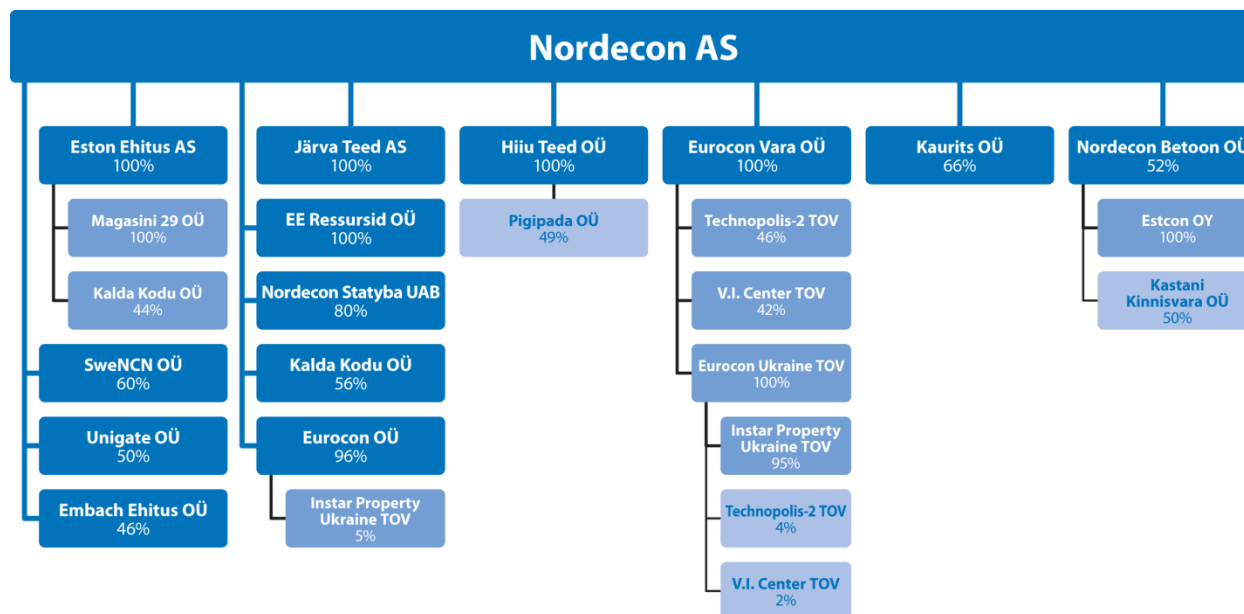 Nordecon AS
Eston Ehitus AS
100%
Magasini 29 OÜ
100%
Kalda Kodu OÜ
44%
SweNCN OÜ
60%
Unigate OÜ
50%
Embach Ehitus OÜ
46%
Järva Teed AS
100%
EE Ressursid OÜ
100%
Nordecon Statyba UAB
80%
Kalda Kodu OÜ
56%
Eurocon OÜ
96%
Instar Property
Ukraine TOV
5%
Hiiu Teed OÜ
100%
Pigipada OÜ
49%
Eurocon Vara OÜ
100%
Technopolis-2 TOV
46%
V.I. Center TOV
42%
Eurocon Ukraine TOV
100%
Instar Property
Ukraine TOV
95%
Technopolis-2 TOV
4%
V.I. Center TOV
2%
Kaurits OÜ
66%
Nordecon Betoon OÜ
52%
Estcon OY
100%
Kastani
Kinnisvara OÜ
50%